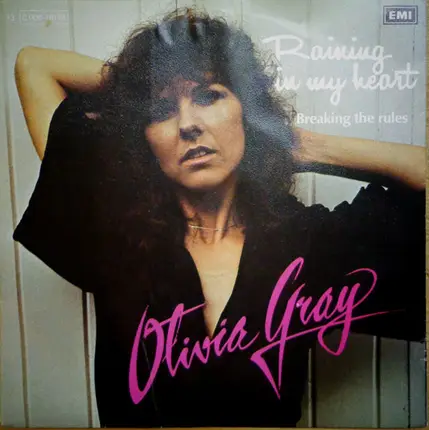 EMI
Raining
in my heart
Breaking the rules
Olivia Gray